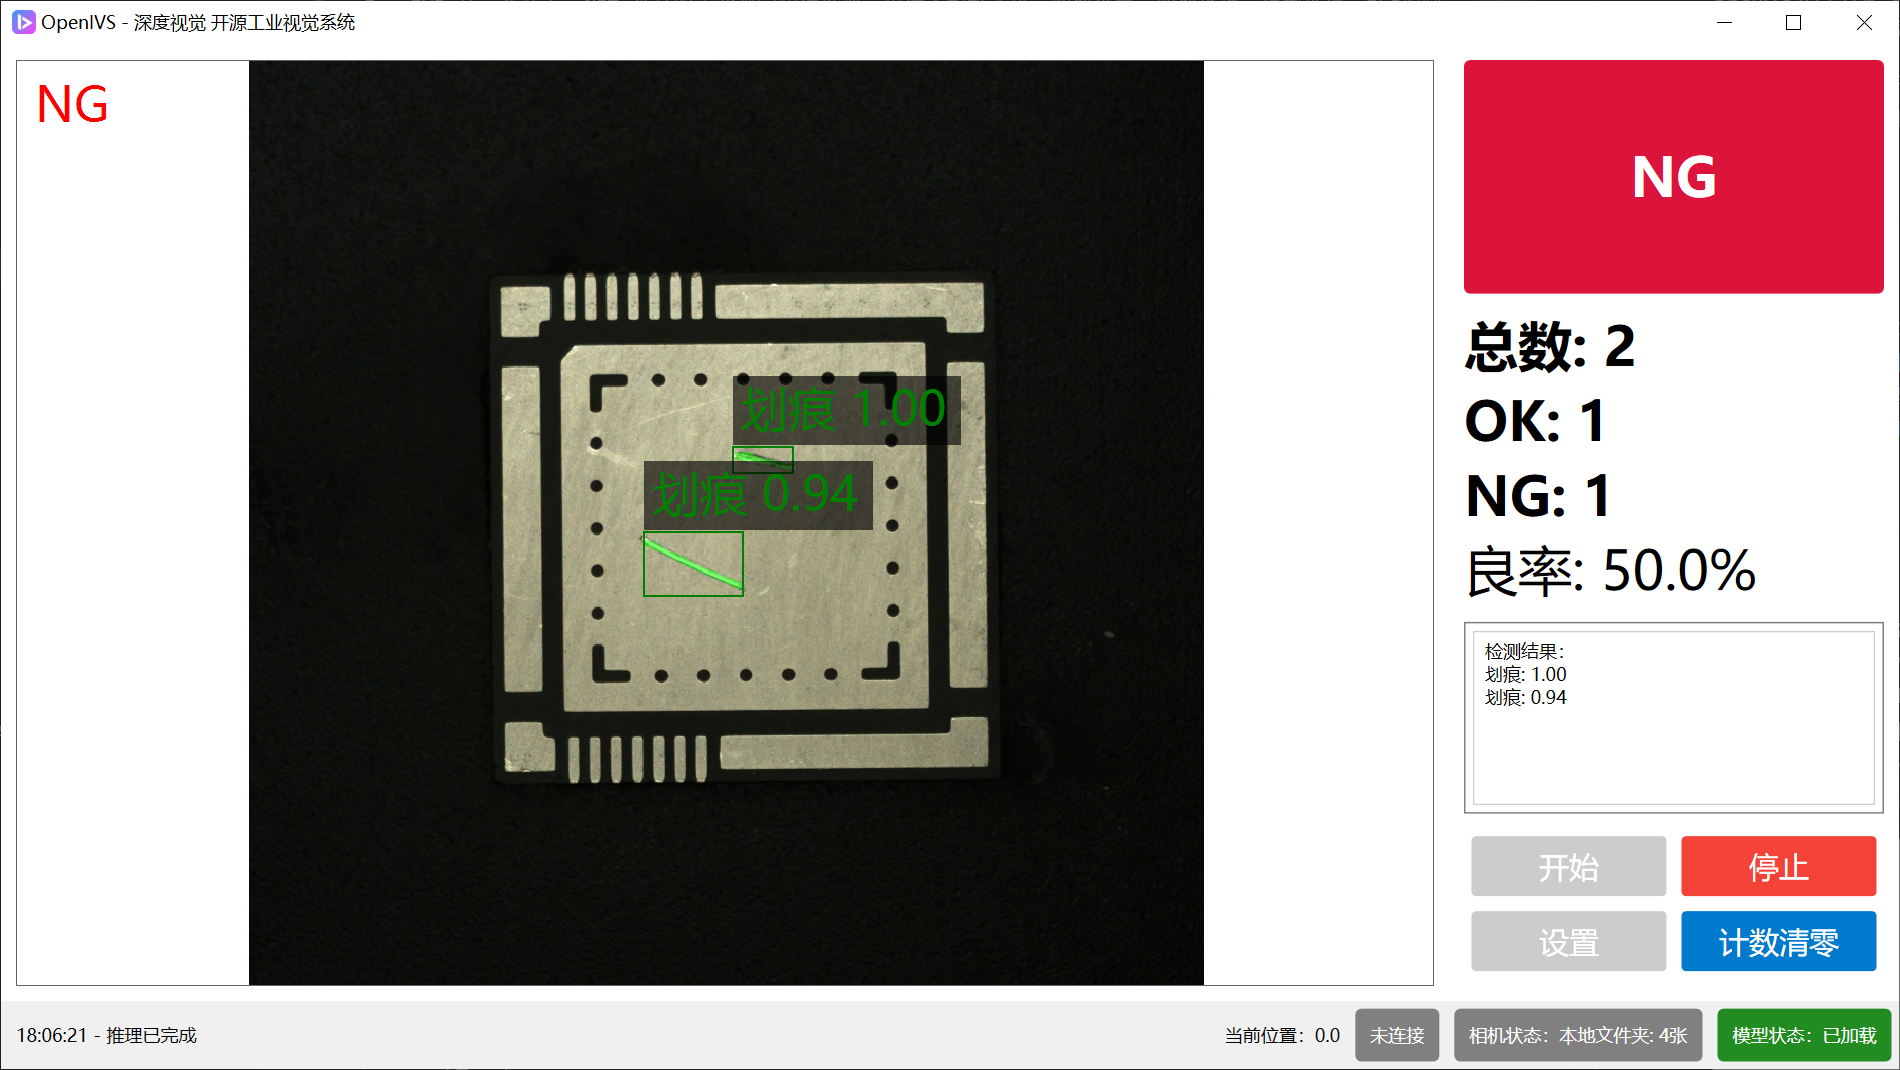 OpenIVS - 深度视觉 开源工业视觉系统
NG
划痕 1.00
划痕 0.94
NG
总数: 2
OK: 1
NG: 1
良率: 50.0%
检测结果:
划痕: 1.00
划痕: 0.94
开始 停止
设置 计数清零
18:06:21 - 推理已完成 当前位置: 0.0 未连接 相机状态: 本地文件夹: 4张 模型状态: 已加载